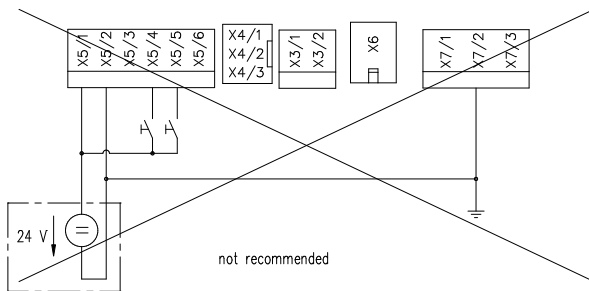 X5/1
X5/2
X5/3
X5/4
X5/5
X5/6
X4/1
X4/2
X4/3
X3/1
X3/2
X6
X7/1
X7/2
X7/3
24 V
not recommended